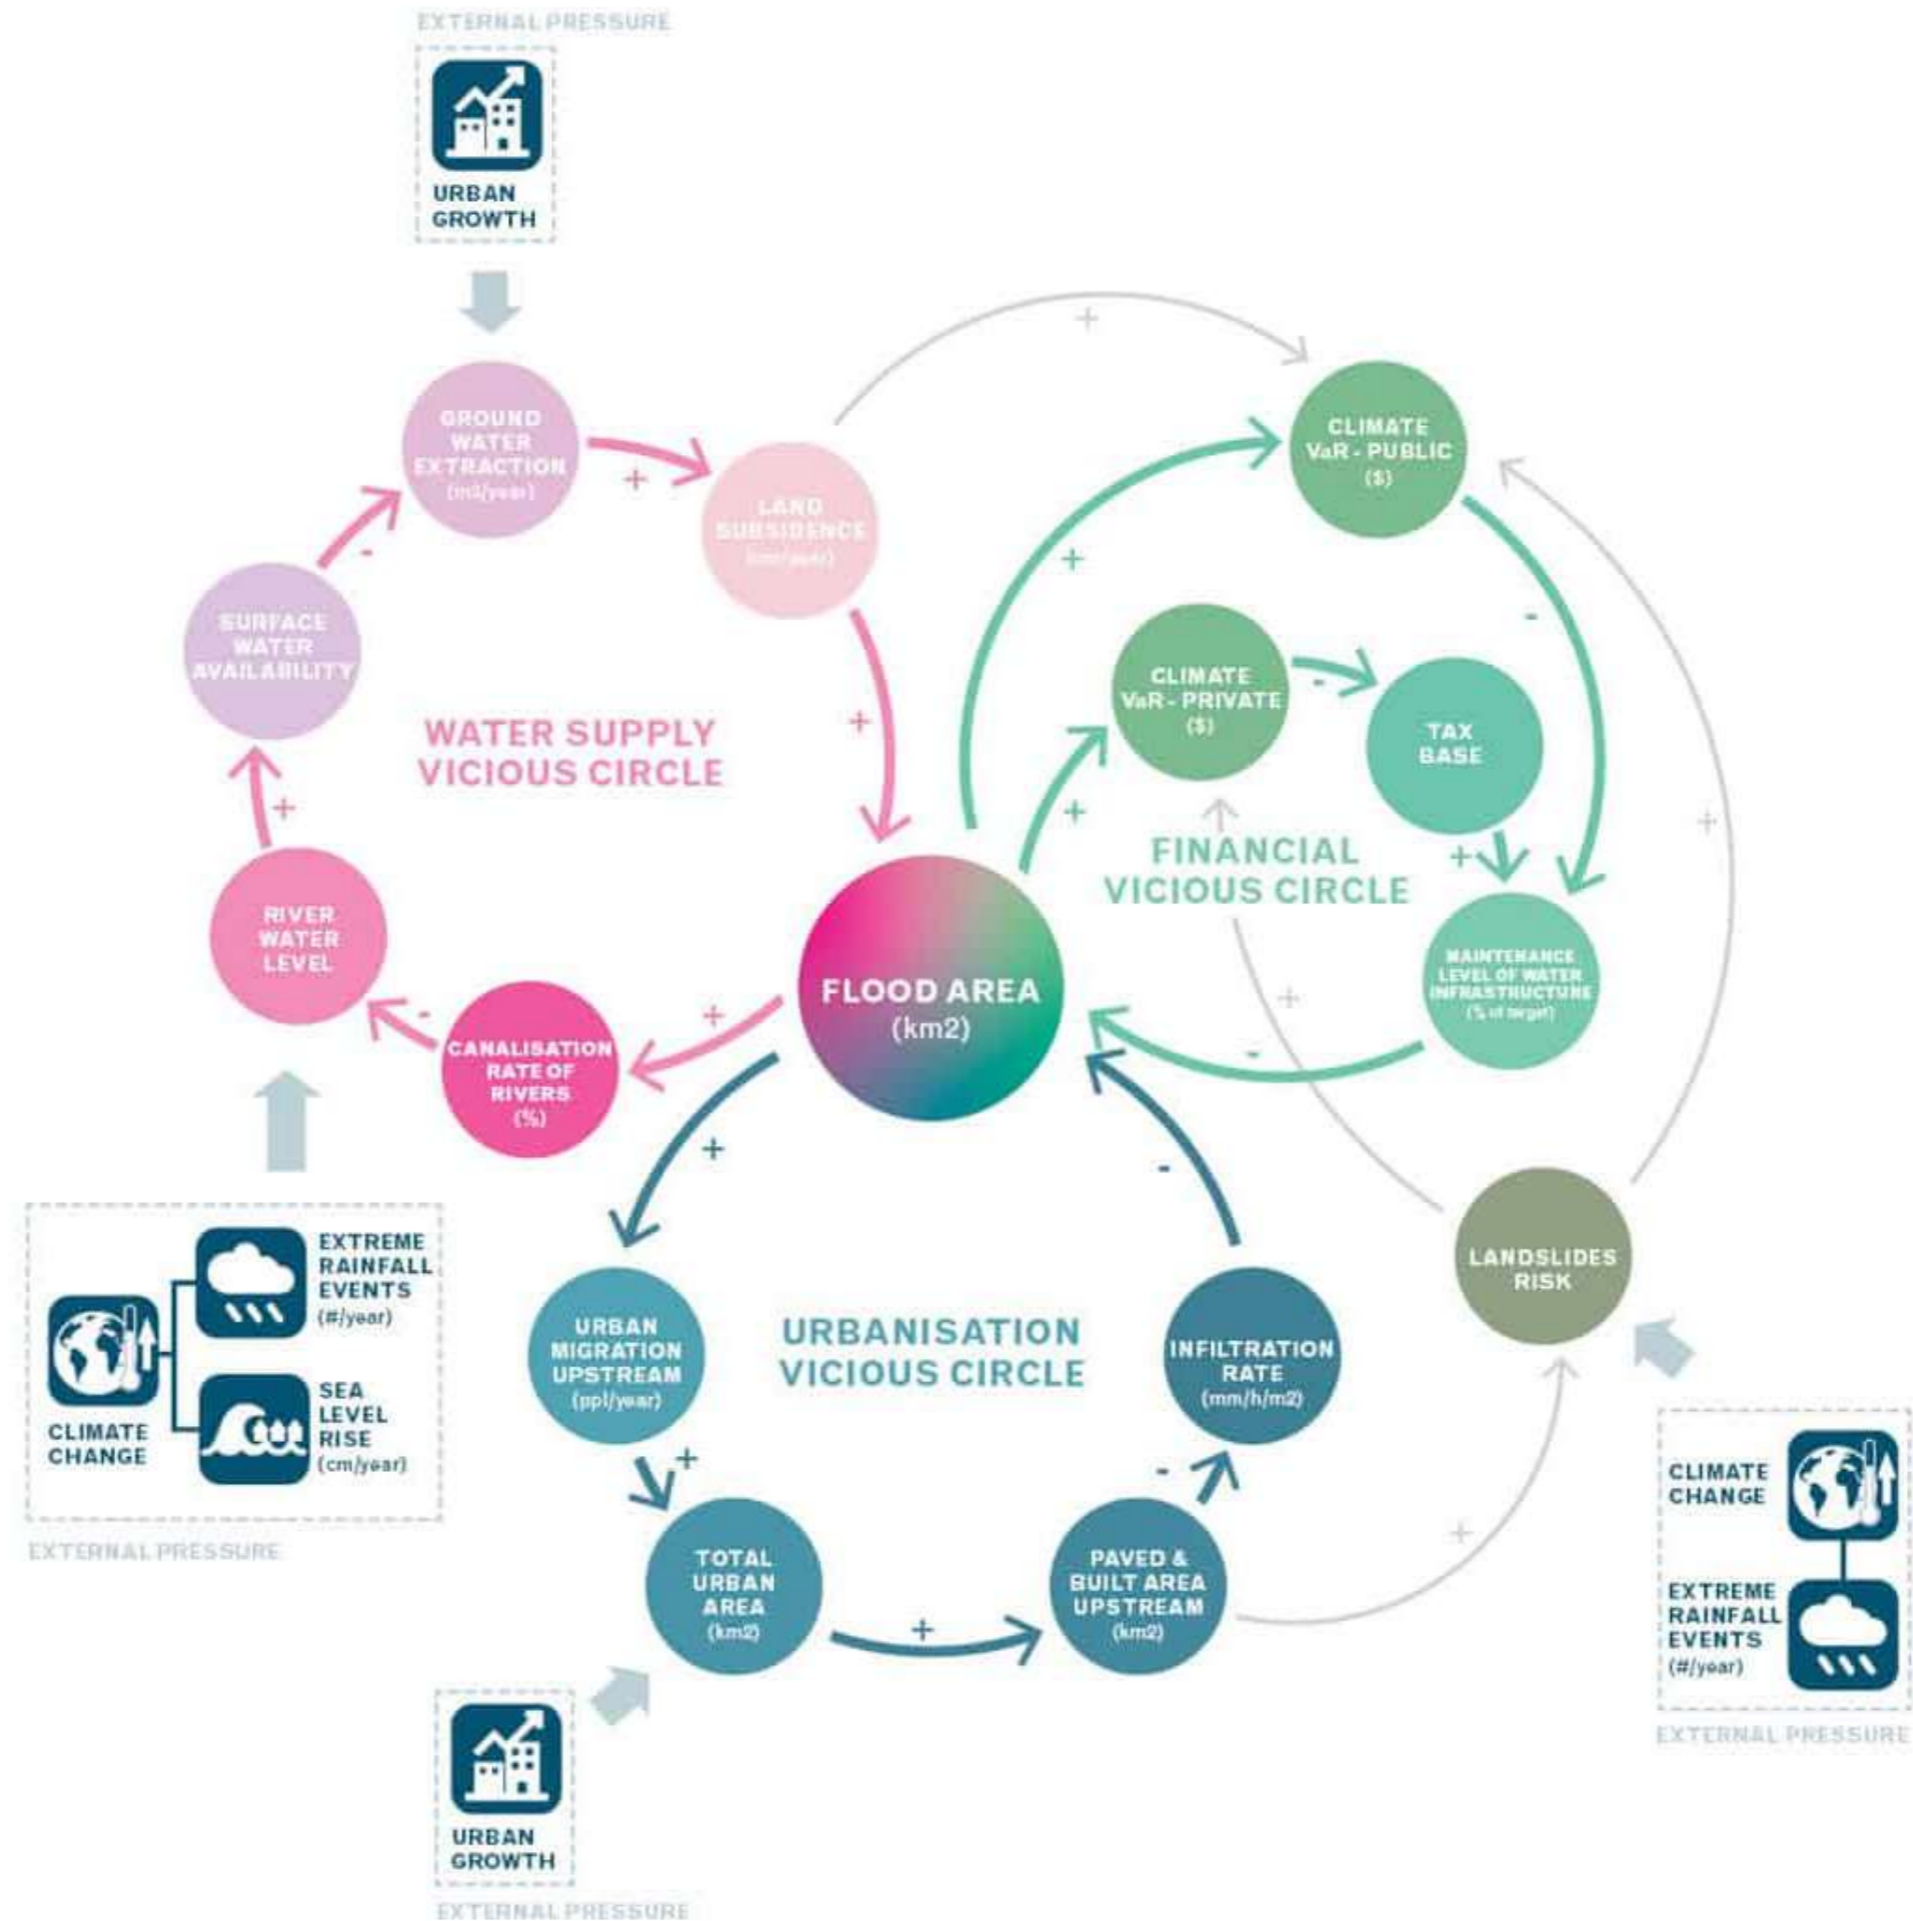 EXTERNAL PRESSURE
URBAN
GROWTH
GROUND
WATER
EXTRACTION
(m3/year)
+
+
LAND
SUBSIDENCE
CLIMATE
VaR - PUBLIC
($)
-
+
SURFACE
WATER
AVAILABILITY
-
CLIMATE
VaR - PRIVATE
($)
-
TAX
BASE
WATER SUPPLY
VICIOUS CIRCLE
+
+
+
+
+
FINANCIAL
VICIOUS CIRCLE
RIVER
WATER
LEVEL
MAINTENANCE
LEVEL OF WATER
INFRASTRUCTURE
(% of target)
FLOOD AREA
(km2)
+
-
+
-
CANALISATION
RATE OF
RIVERS
(%)
+
-
CLIMATE
CHANGE
EXTREME
RAINFALL
EVENTS
(#/year)
SEA
LEVEL
RISE
(cm/year)
EXTERNAL PRESSURE
URBAN
MIGRATION
UPSTREAM
(ppl/year)
URBANISATION
VICIOUS CIRCLE
INFILTRATION
RATE
(mm/h/m2)
LANDSLIDES
RISK
+
-
TOTAL
URBAN
AREA
(km2)
+
PAVED &
BUILT AREA
UPSTREAM
(km2)
+
CLIMATE
CHANGE
EXTREME
RAINFALL
EVENTS
(#/year)
EXTERNAL PRESSURE
URBAN
GROWTH
EXTERNAL PRESSURE